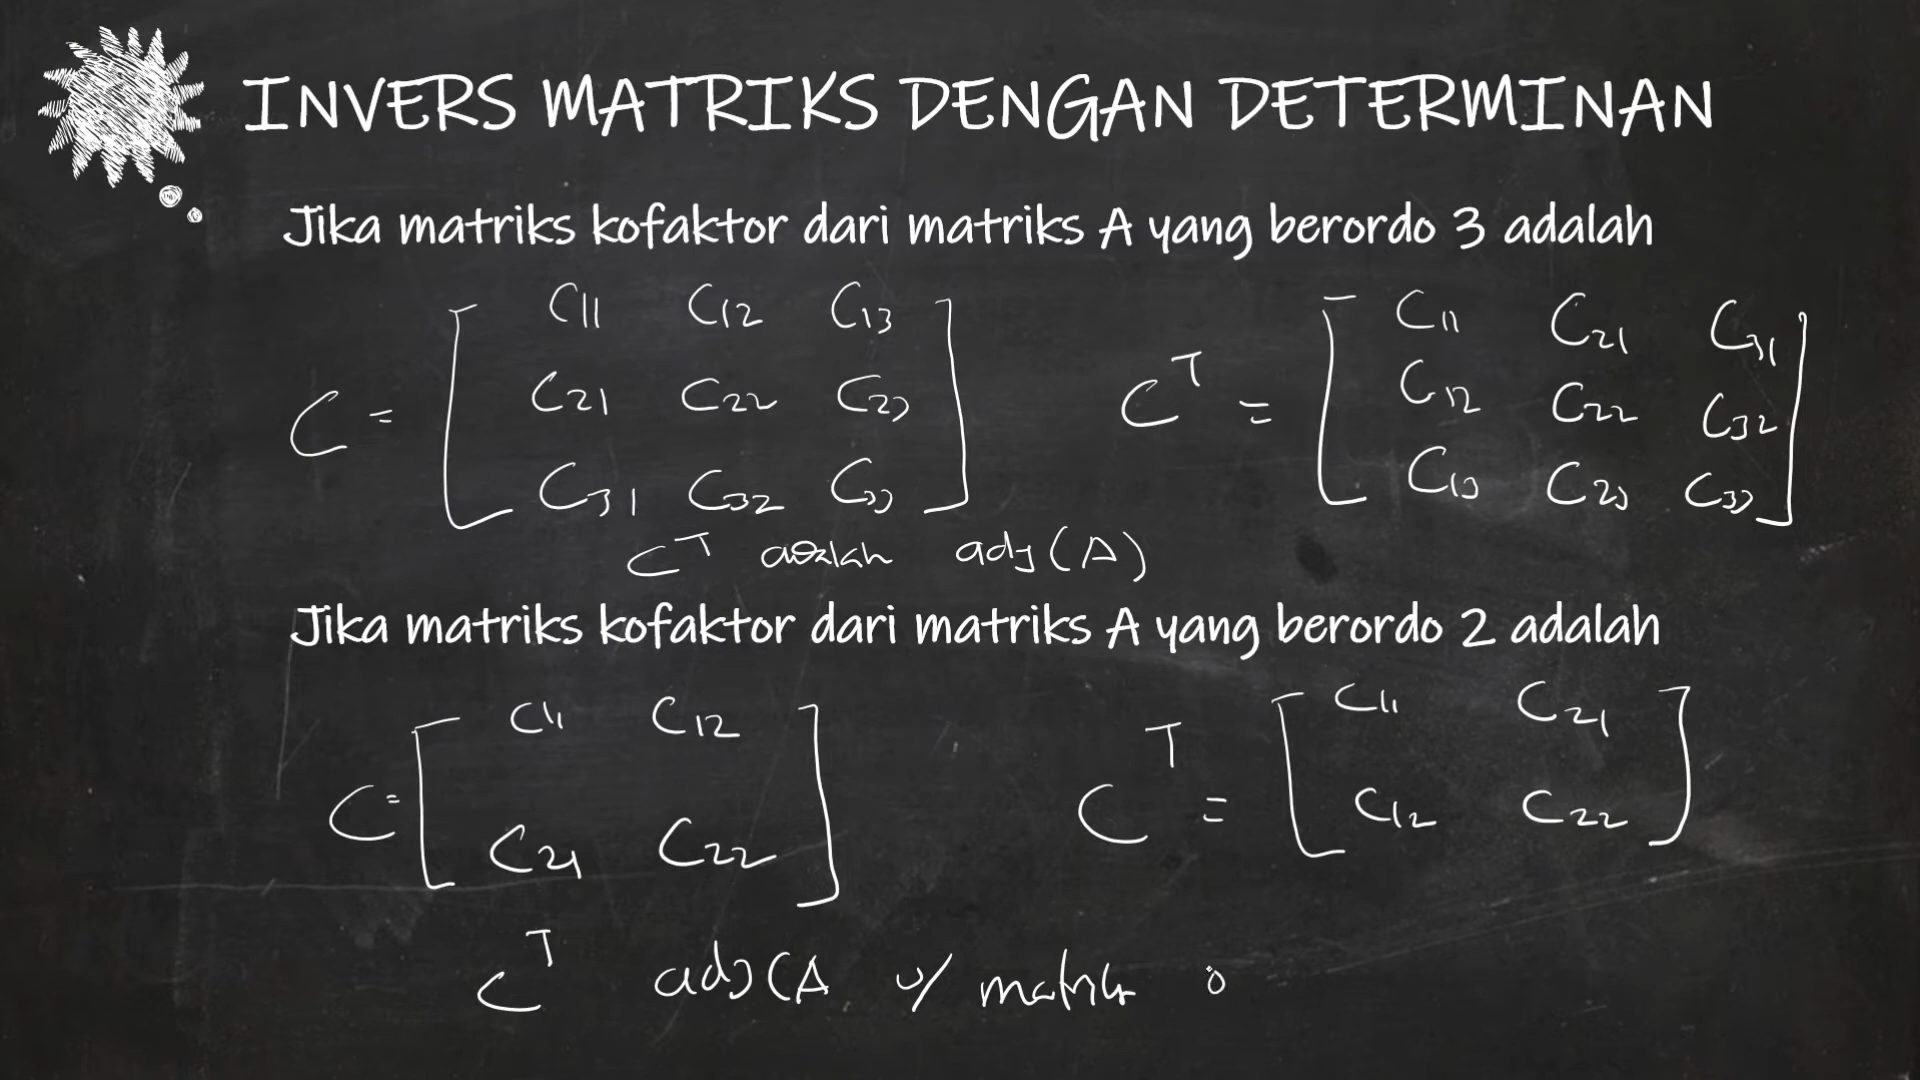 INVERS MATRIKS DENGAN DETERMINAN
Jika matriks kofaktor dari matriks A yang berordo 3 adalah
C = [ C11 C12 C13
C21 C22 C23
C31 C32 C33 ]
C^T = [ C11 C21 C31
C12 C22 C32
C13 C23 C33 ]
C^T adalah adj (A)
Jika matriks kofaktor dari matriks A yang berordo 2 adalah
C = [ C11 C12
C21 C22 ]
C^T = [ C11 C21
C12 C22 ]
C^T adj (A u/ matriks o